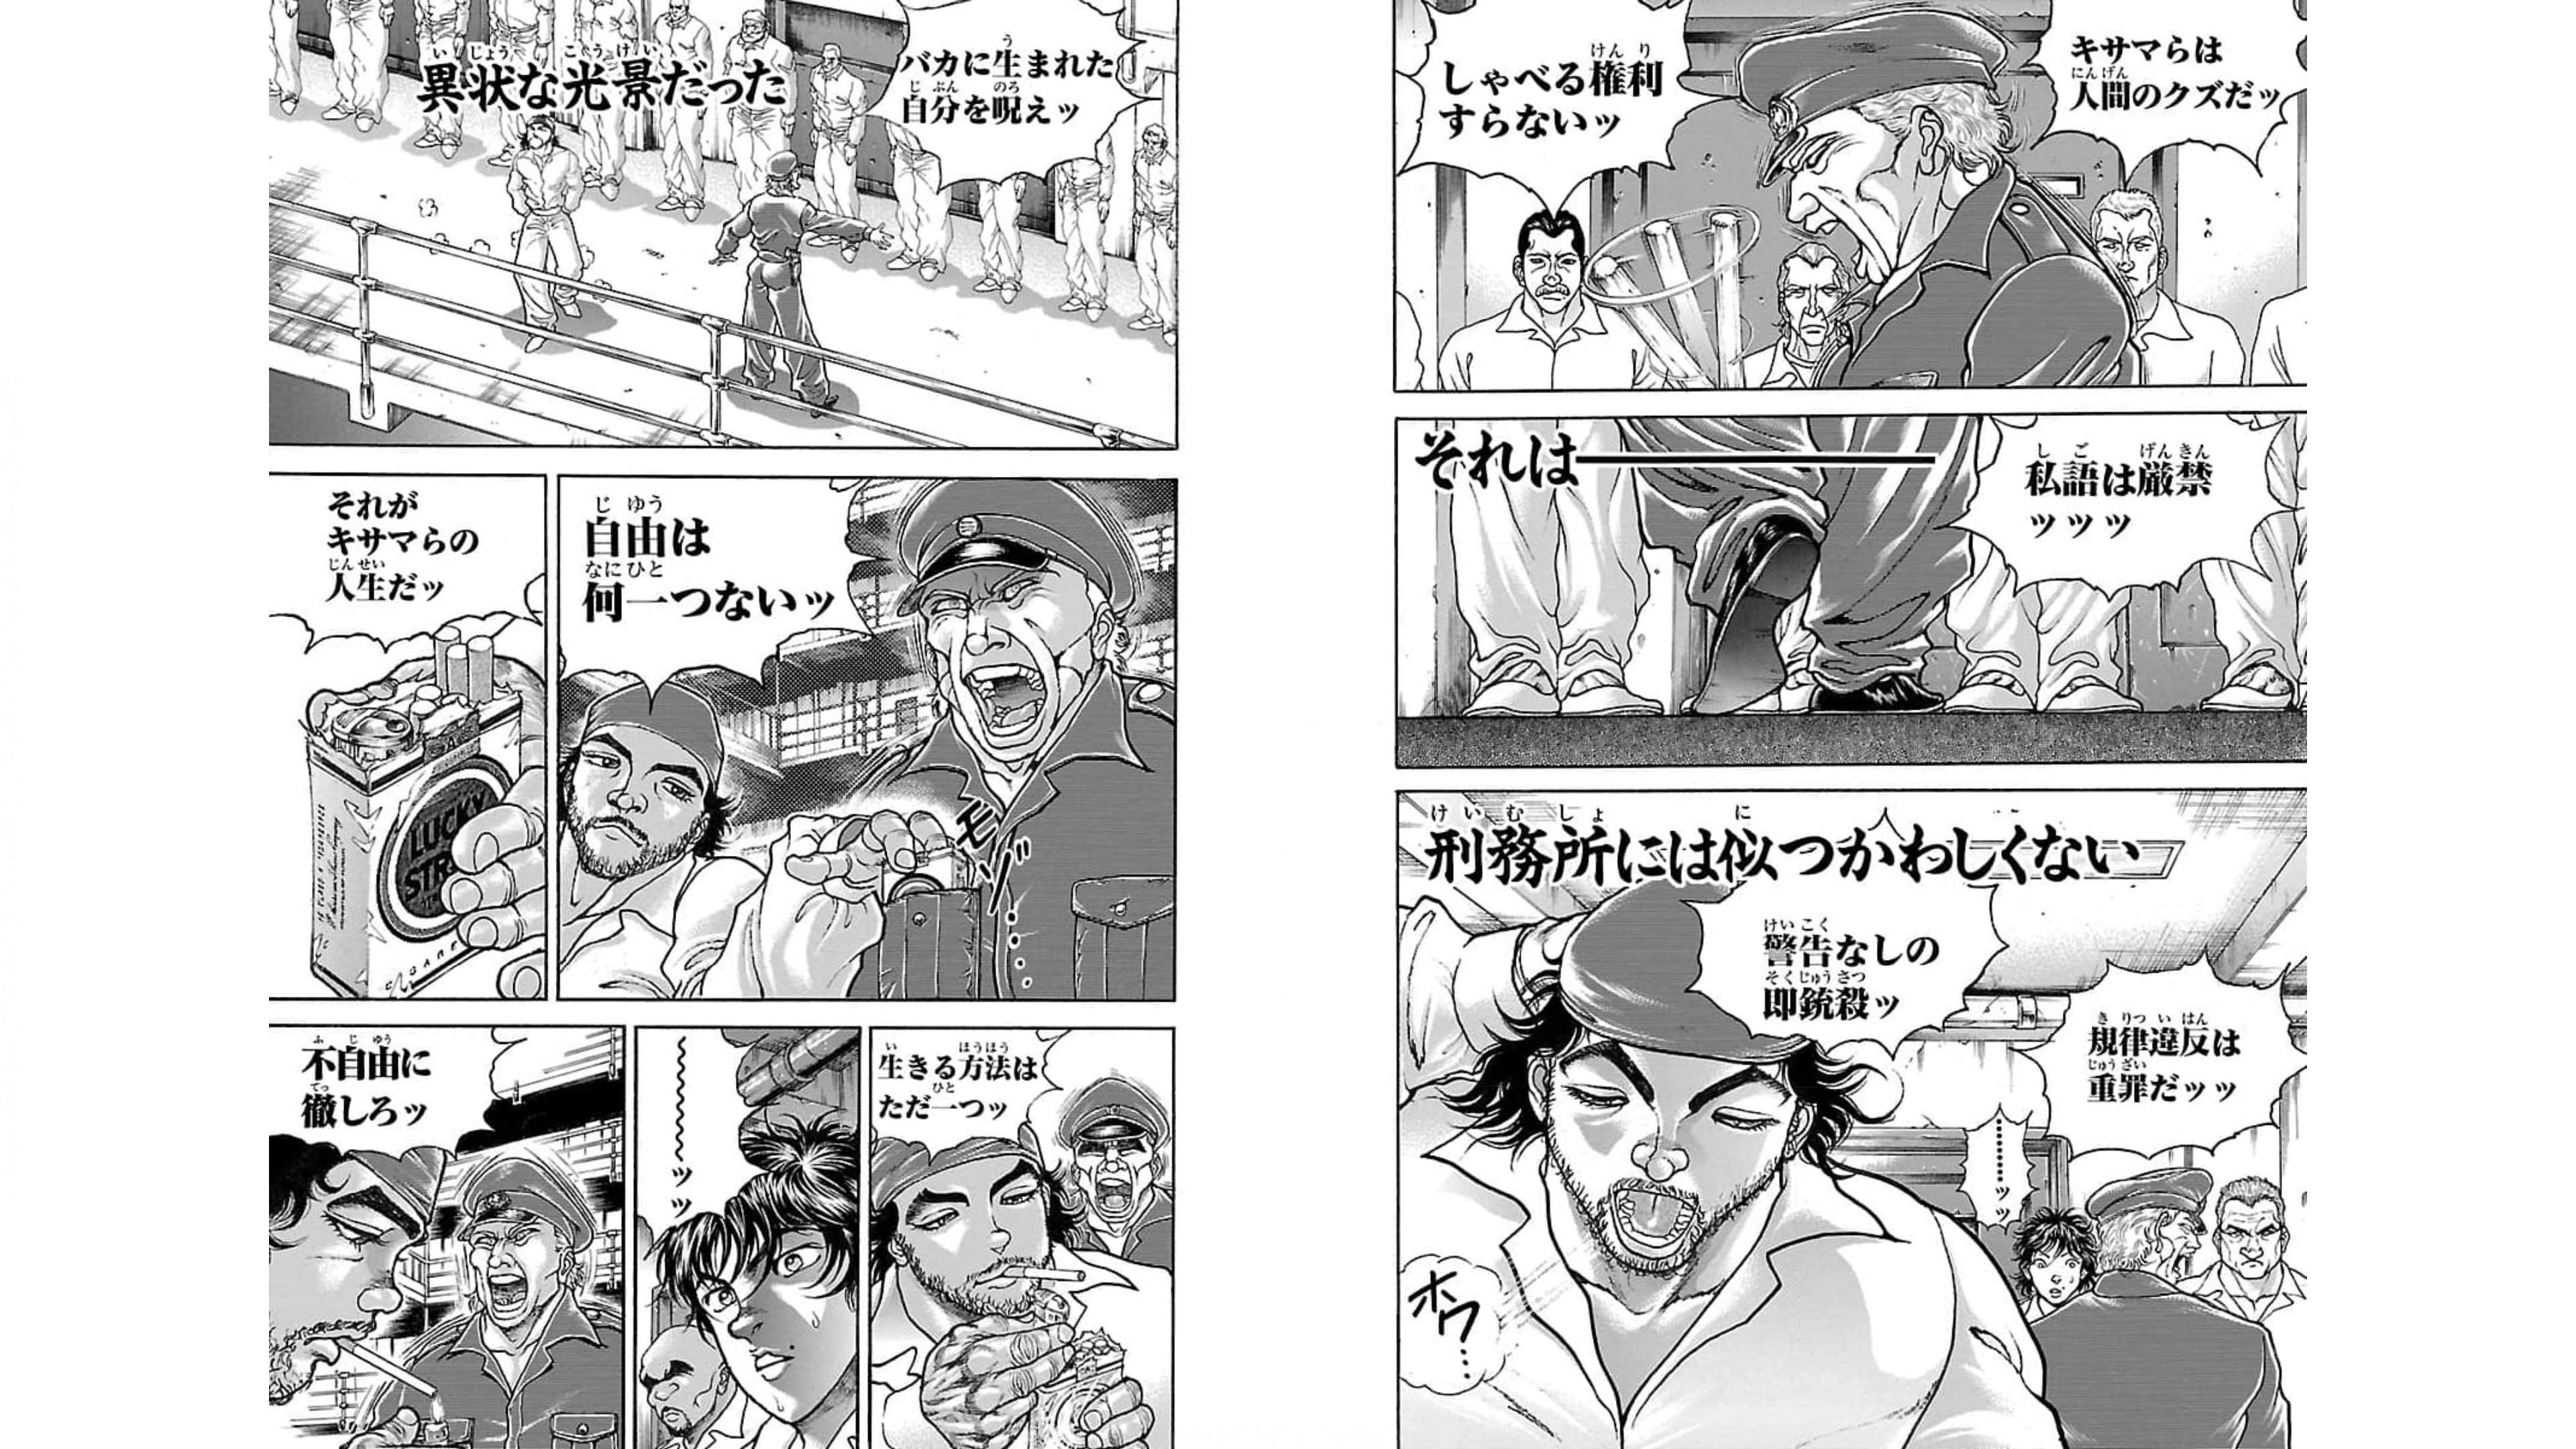 キサマらは
人間のクズだッ
しゃべる権利
すらないッ
私語は厳禁
ッッッ
それは――――
刑務所には似つかわしくない
規律違反は
重罪だッッ
警告なしの
即銃殺ッ
………ッッ
ホワ…
バカに生まれた
自分を呪えッ
異状な光景だった
自由は
何一つないッ
モゾ……
それが
キサマらの
人生だッ
LUCKY
STR
生きる方法は
ただ一つッ
〜〜〜〜ッッ
不自由に
徹しろッ